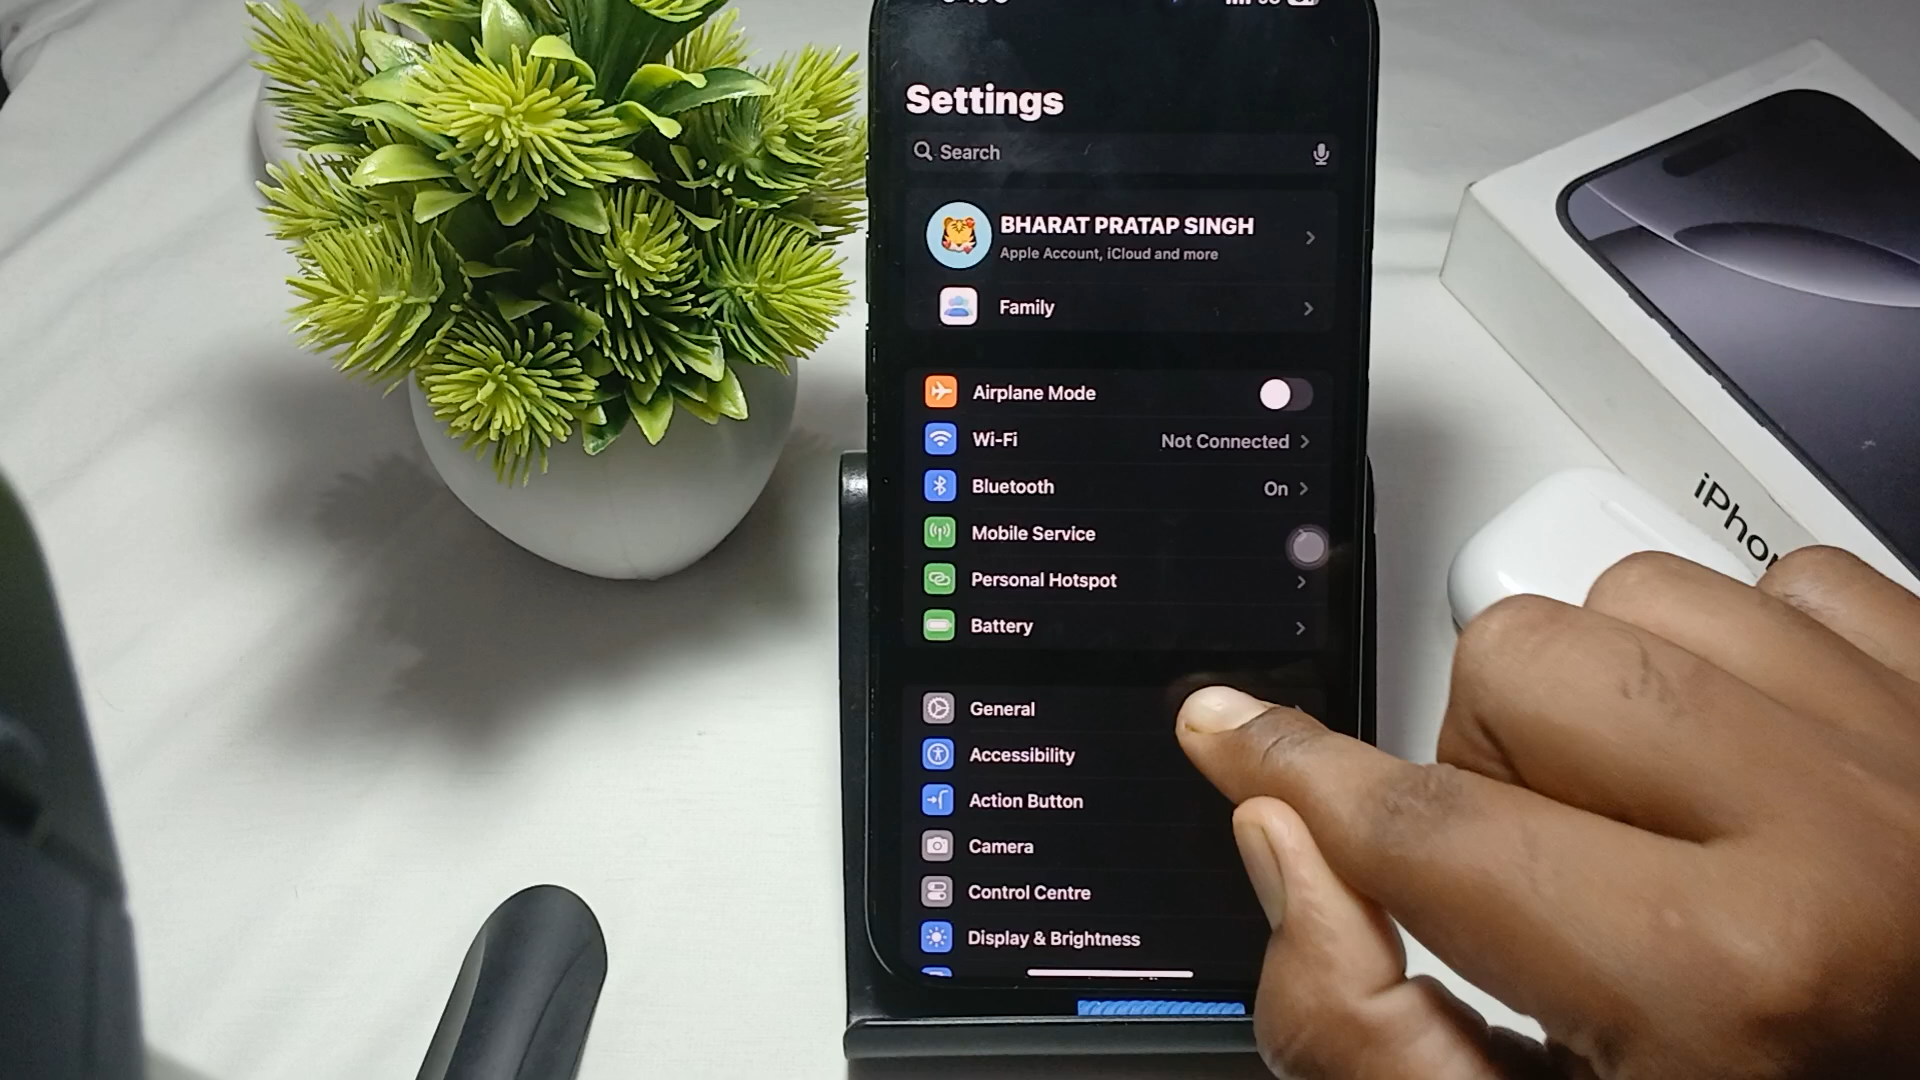 Settings
Search
BHARAT PRATAP SINGH
Apple Account, iCloud and more
Family
Airplane Mode
Wi-Fi Not Connected
Bluetooth On
Mobile Service
Personal Hotspot
Battery
General
Accessibility
Action Button
Camera
Control Centre
Display & Brightness